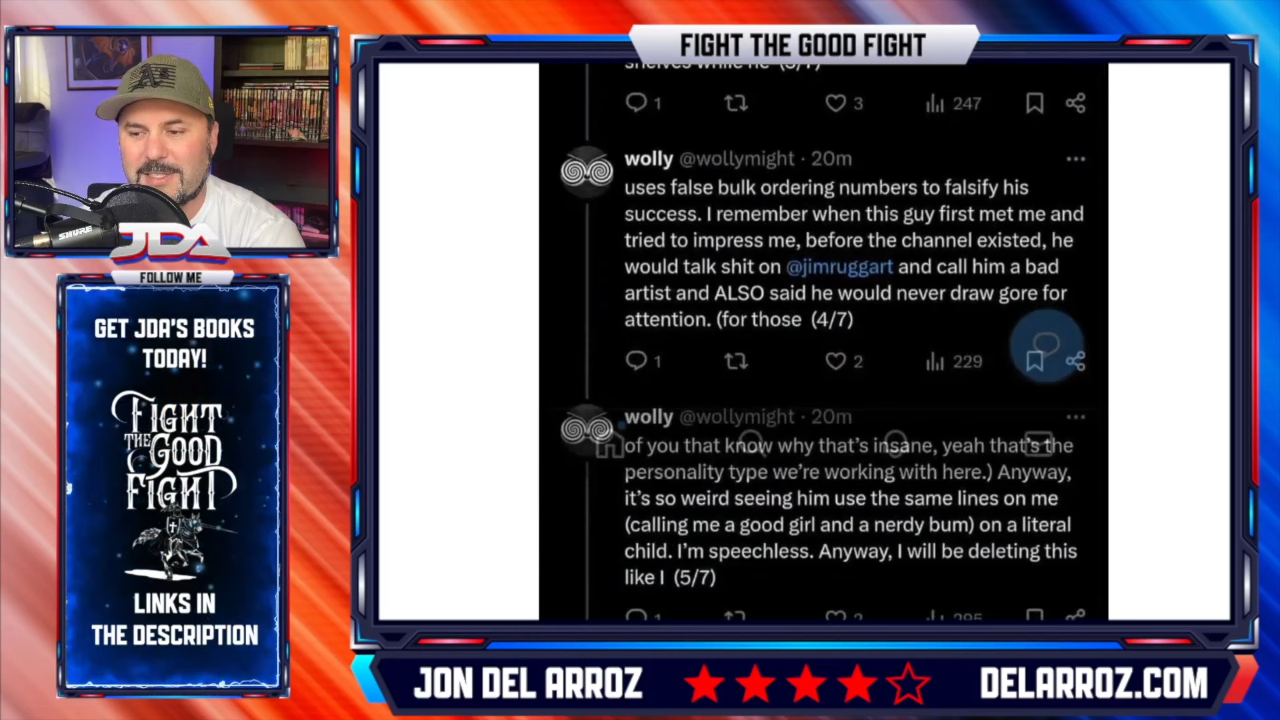 FIGHT THE GOOD FIGHT
SHURE
JDA
FOLLOW ME
GET JDA'S BOOKS
TODAY!
FIGHT
THE
GOOD
FIGHT
LINKS IN
THE DESCRIPTION
shelves while he (3/7)
1
3
247
wolly @wollymight · 20m
uses false bulk ordering numbers to falsify his
success. I remember when this guy first met me and
tried to impress me, before the channel existed, he
would talk shit on @jimruggart and call him a bad
artist and ALSO said he would never draw gore for
attention. (for those (4/7)
1
2
229
wolly @wollymight · 20m
of you that know why that's insane, yeah that's the
personality type we're working with here.) Anyway,
it's so weird seeing him use the same lines on me
(calling me a good girl and a nerdy bum) on a literal
child. I'm speechless. Anyway, I will be deleting this
like I (5/7)
1
JON DEL ARROZ
DELARROZ.COM